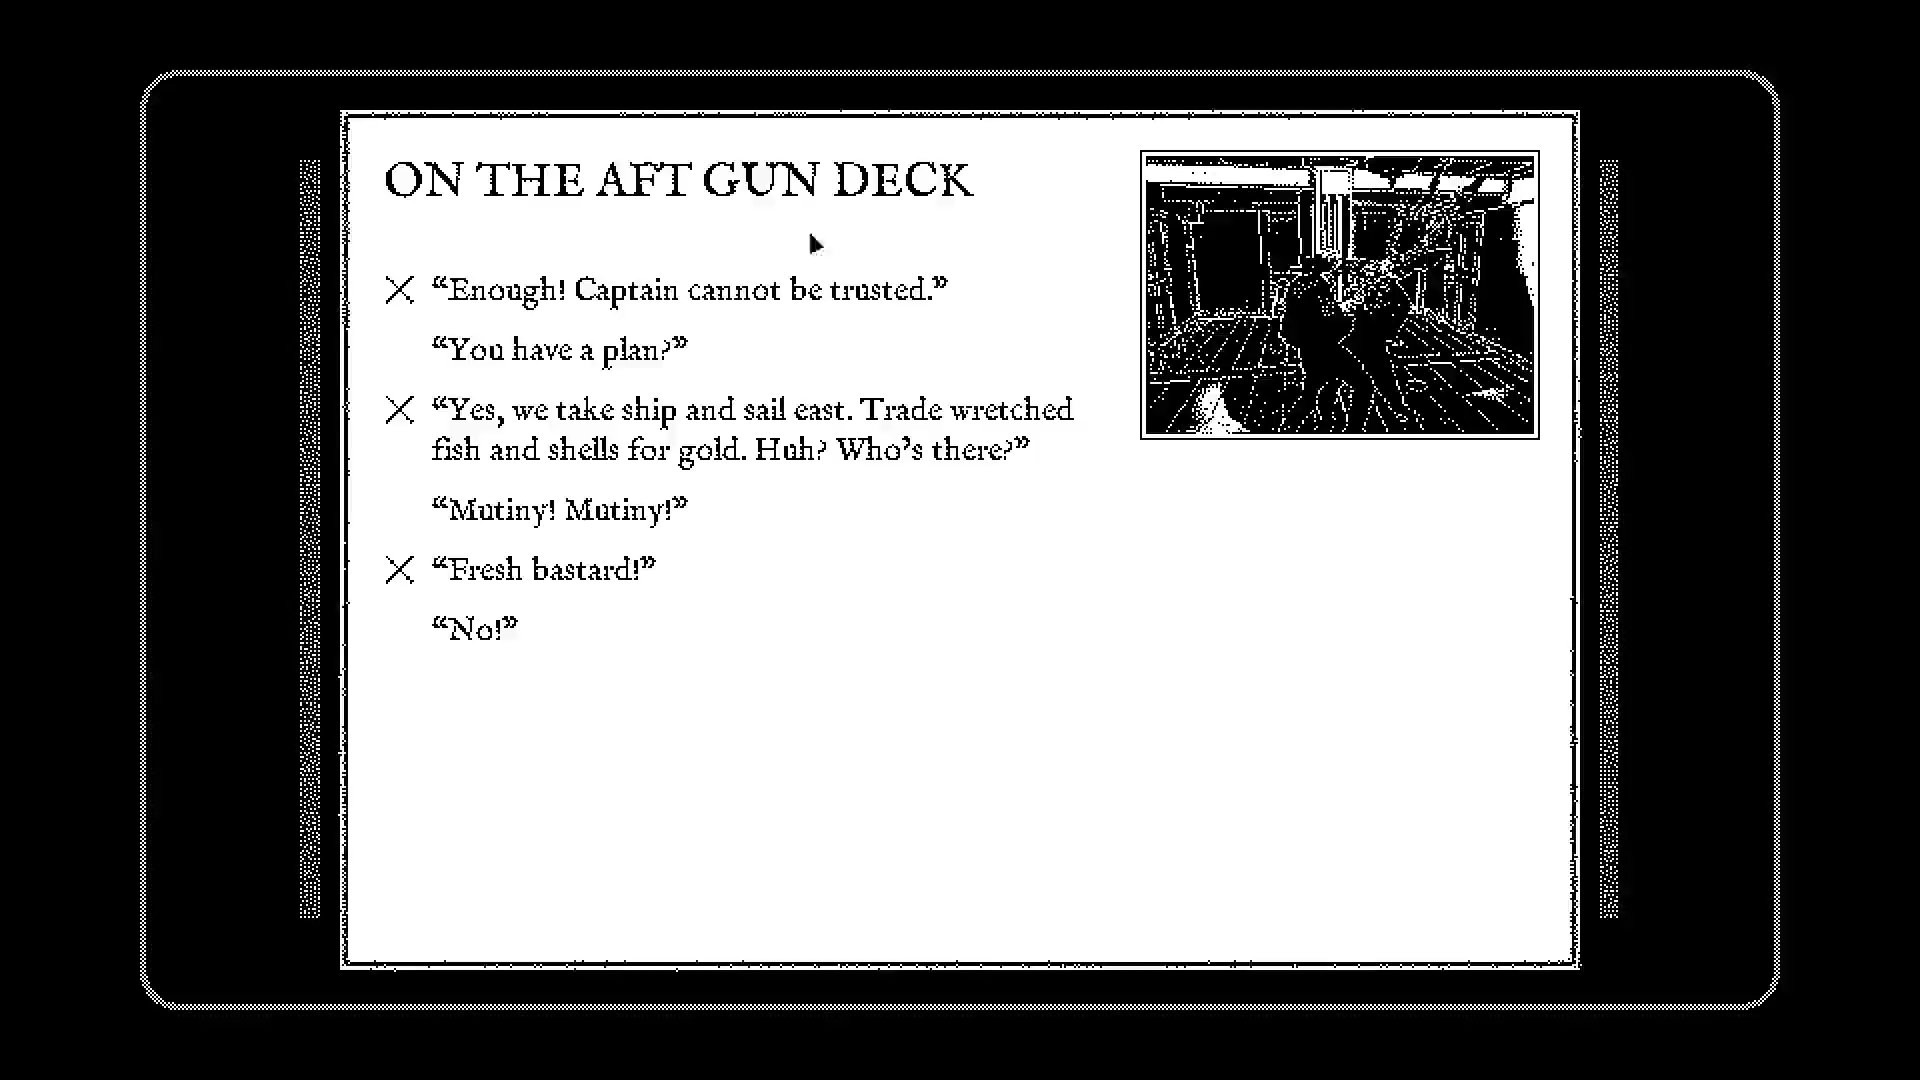 ON THE AFT GUN DECK
“Enough! Captain cannot be trusted.”
“You have a plan?”
“Yes, we take ship and sail east. Trade wretched
fish and shells for gold. Huh? Who’s there?”
“Mutiny! Mutiny!”
“Fresh bastard!”
“No!”